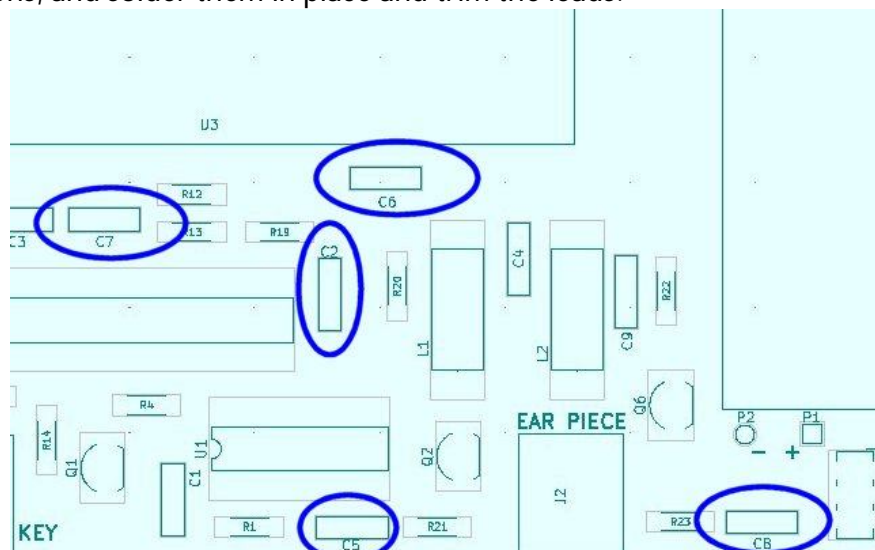 and solder them in place and trim the leads.
U3
R12
C6
C3
C7
R13
R19
C2
C4
R20
R22
L1
L2
C9
R4
Q6
R14
EAR PIECE
P2
P1
U1
Q1
Q2
- +
C1
J2
KEY
R1
C5
R21
R23
C8